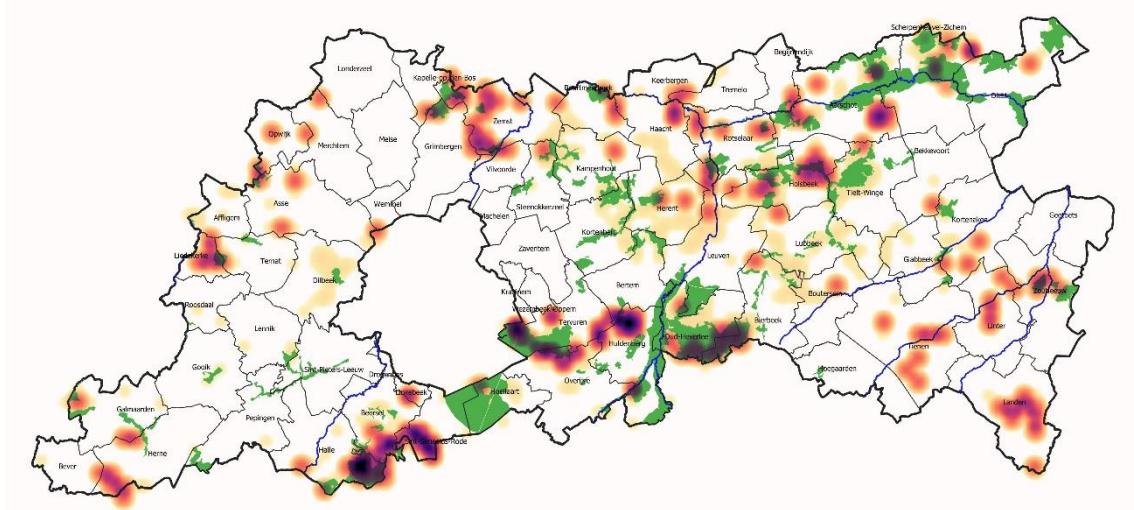 Scherpenheuvel-Zichem
Begijnendijk
Londerzeel
Kapelle-op-den-Bos
Keerbergen
Tremelo
Diest
Aarschot
Zemst
Haacht
Rotselaar
Opwijk
Merchtem
Meise
Grimbergen
Bekkevoort
Vilvoorde
Kampenhout
Holsbeek
Tielt-Winge
Asse
Wemmel
Steenokkerzeel
Herent
Affligem
Machelen
Kortenaken
Geetbets
Kortenberg
Lubbeek
Liedekerke
Ternat
Zaventem
Leuven
Glabbeek
Dilbeek
Bertem
Boutersem
Zoutleeuw
Kraainem
Roosdaal
Wezembeek-Oppem
Tervuren
Bierbeek
Linter
Lennik
Huldenberg
Oud-Heverlee
Tienen
Gooik
Sint-Pieters-Leeuw
Drogenbos
Hoegaarden
Overijse
Hoeilaart
Linkebeek
Galmaarden
Pepingen
Beersel
Landen
Sint-Genesius-Rode
Herne
Halle
Bever